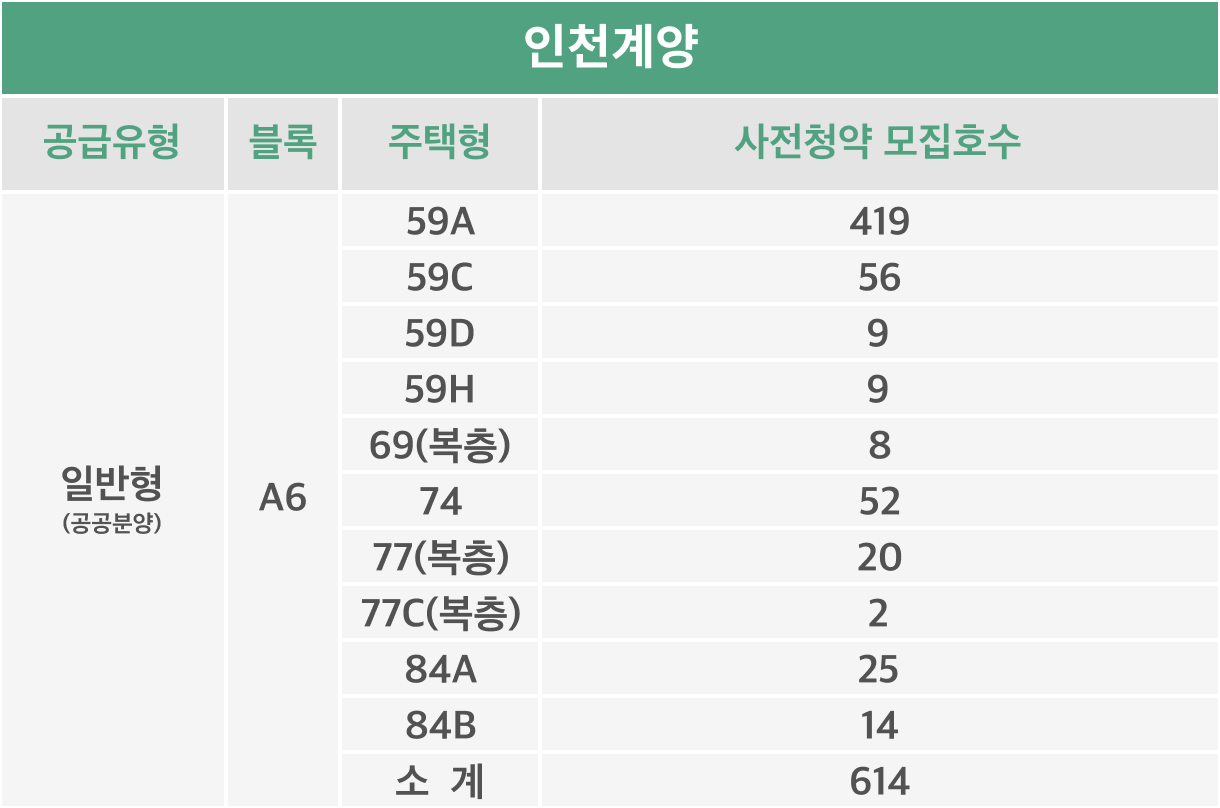 인천계양
공급유형 블록 주택형 사전청약 모집호수
59A 419
59C 56
59D 9
59H 9
69(복층) 8
일반형
(공공분양)
A6
74 52
77(복층) 20
77C(복층) 2
84A 25
84B 14
소 계 614